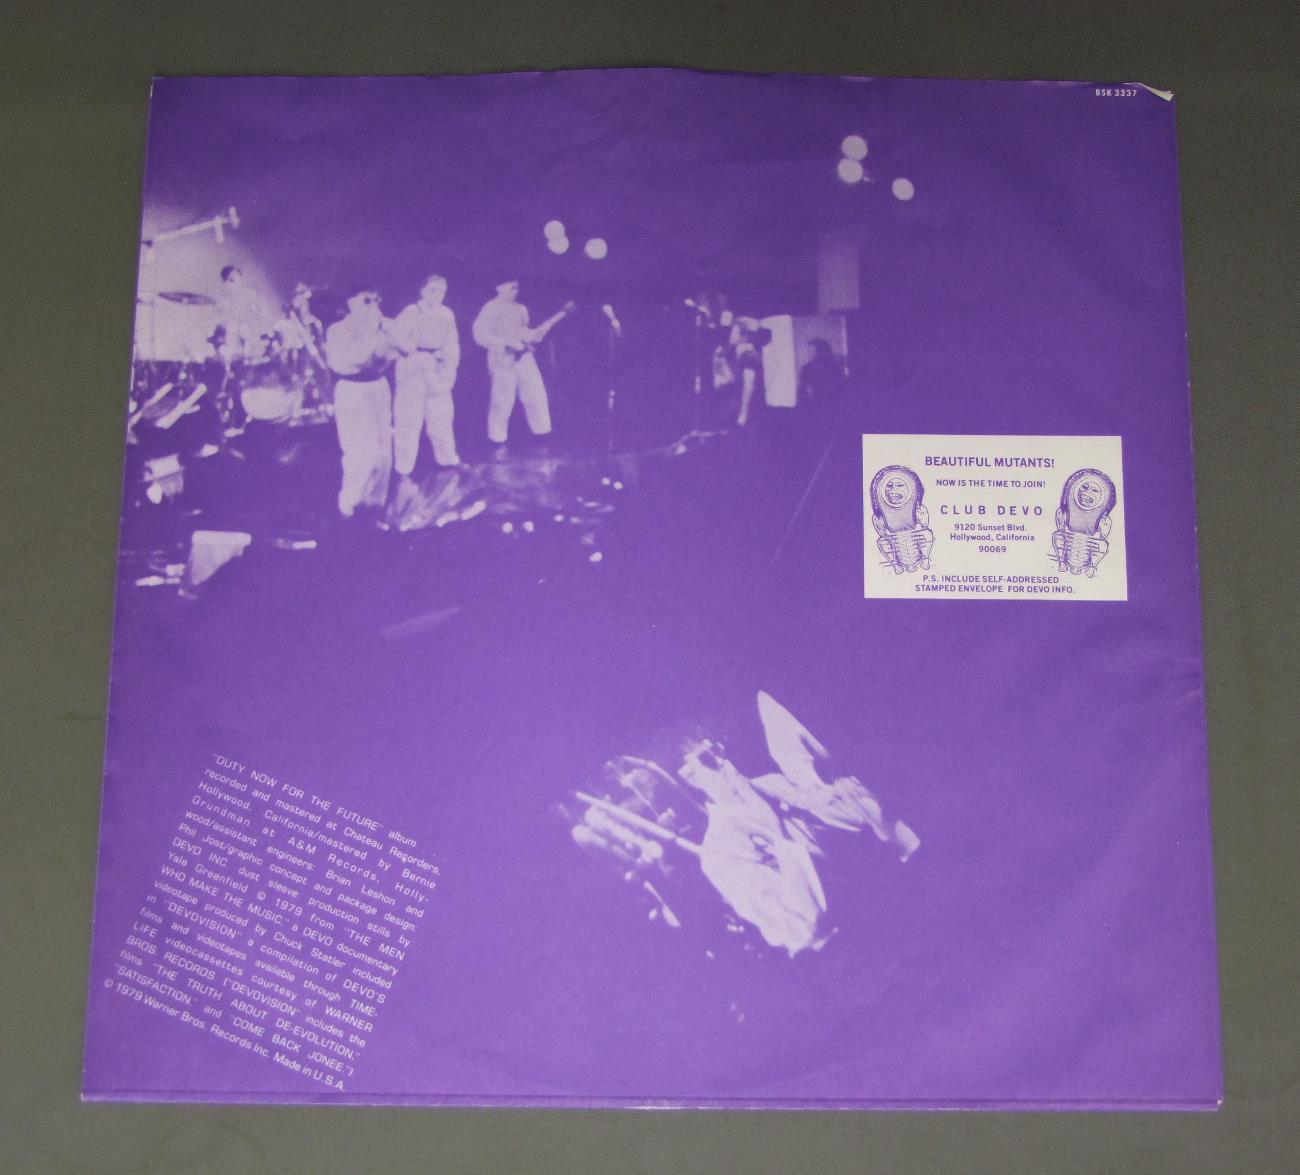 BSK 3337
BEAUTIFUL MUTANTS!
NOW IS THE TIME TO JOIN!
CLUB DEVO
9120 Sunset Blvd.
Hollywood, California
90069
P.S. INCLUDE SELF-ADDRESSED
STAMPED ENVELOPE FOR DEVO INFO.
"DUTY NOW FOR THE FUTURE" album . . .
recorded and mastered at Chateau Recorders,
Hollywood, California/mastered by Bernie
Grundman at A&M Records, Holly-
wood/assistant engineers: Brian Leshon and
Phil Jost/graphic concept and package design:
DEVO INC. dust sleeve: production stills by
Yale Greenfield © 1979 from "THE MEN
WHO MAKE THE MUSIC," a DEVO documentary
videotape produced by Chuck Statler included
in "DEVOVISION" a compilation of DEVO'S
films and videotapes available through TIME-
LIFE videocassettes courtesy of WARNER
BROS. RECORDS ("DEVOVISION" includes the
films "THE TRUTH ABOUT DE-EVOLUTION,"
"SATISFACTION," and "COME BACK JONEE.")
© 1979 Warner Bros. Records Inc. Made in U.S.A.